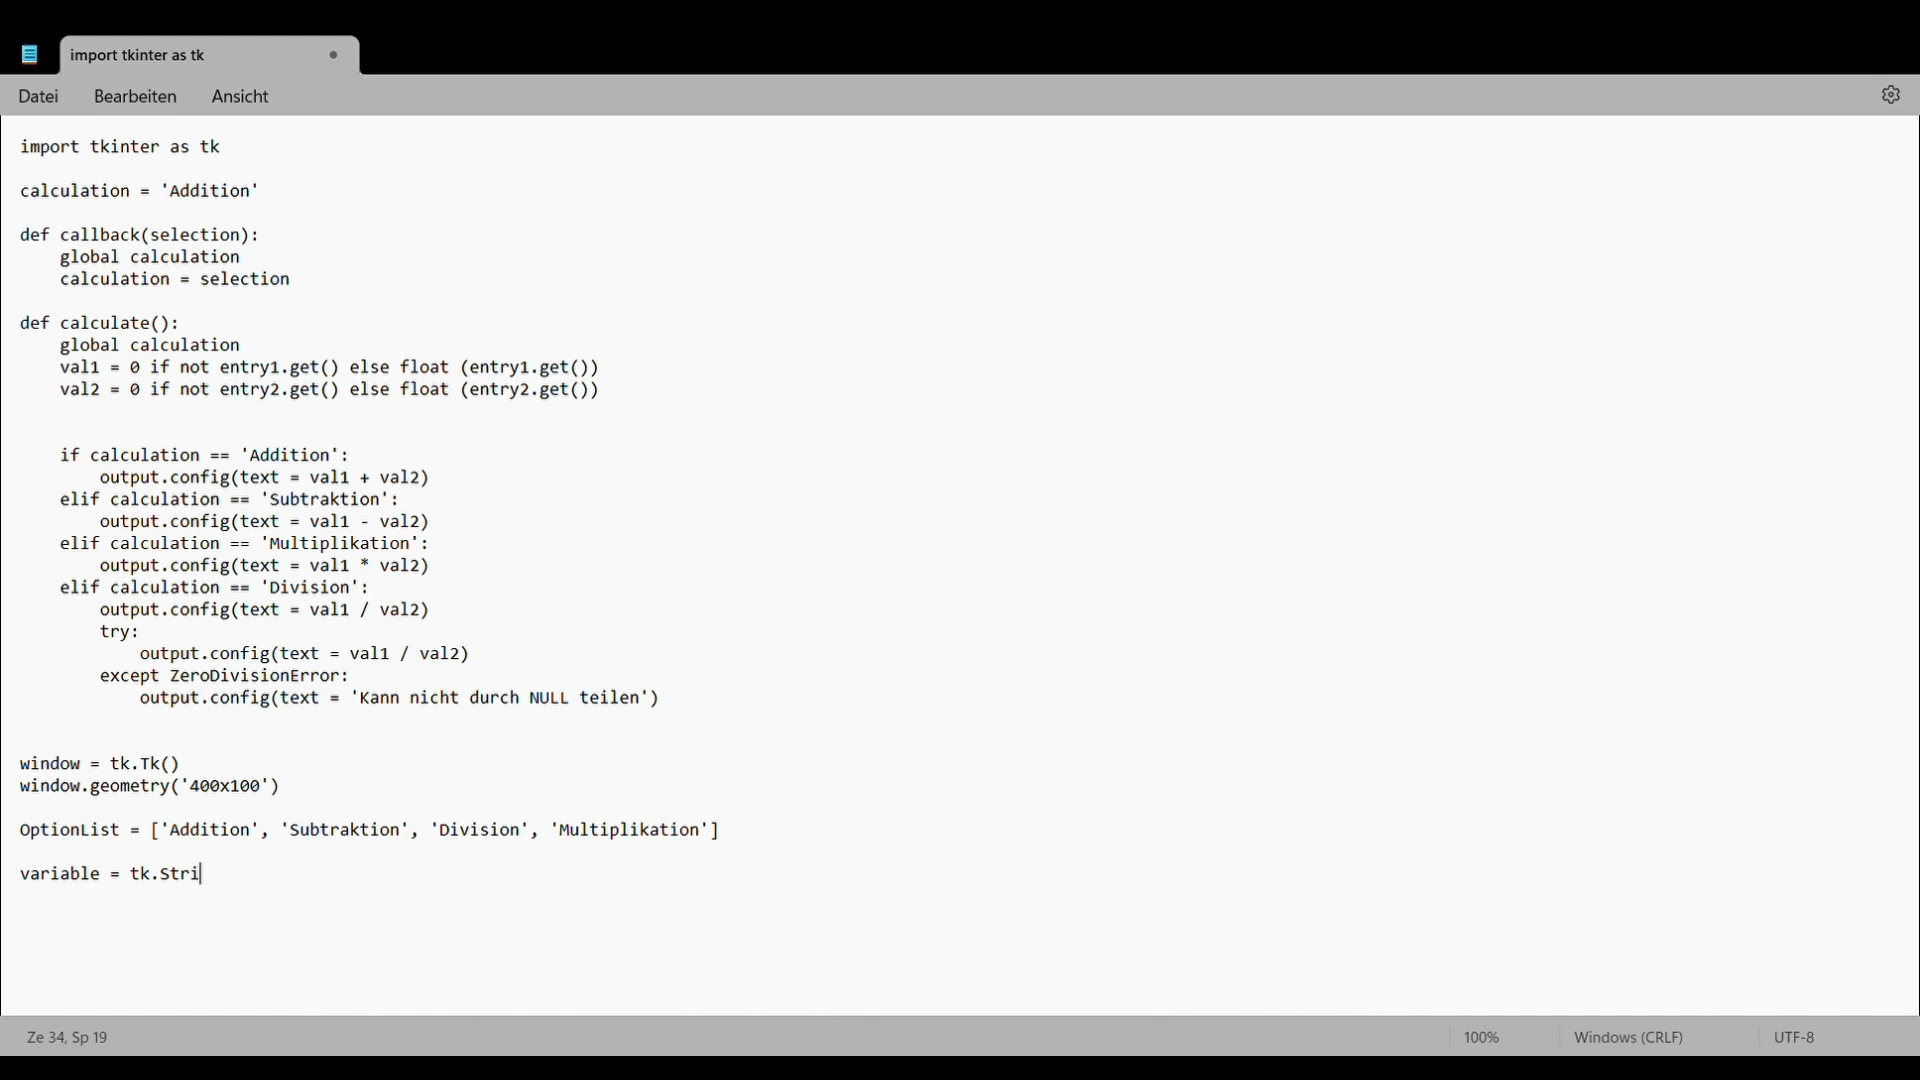 import tkinter as tk
Datei Bearbeiten Ansicht
import tkinter as tk
calculation = 'Addition'
def callback(selection):
    global calculation
    calculation = selection
def calculate():
    global calculation
    val1 = 0 if not entry1.get() else float (entry1.get())
    val2 = 0 if not entry2.get() else float (entry2.get())
    if calculation == 'Addition':
        output.config(text = val1 + val2)
    elif calculation == 'Subtraktion':
        output.config(text = val1 - val2)
    elif calculation == 'Multiplikation':
        output.config(text = val1 * val2)
    elif calculation == 'Division':
        output.config(text = val1 / val2)
        try:
            output.config(text = val1 / val2)
        except ZeroDivisionError:
            output.config(text = 'Kann nicht durch NULL teilen')
window = tk.Tk()
window.geometry('400x100')
OptionList = ['Addition', 'Subtraktion', 'Division', 'Multiplikation']
variable = tk.Stri
Ze 34, Sp 19 100% Windows (CRLF) UTF-8